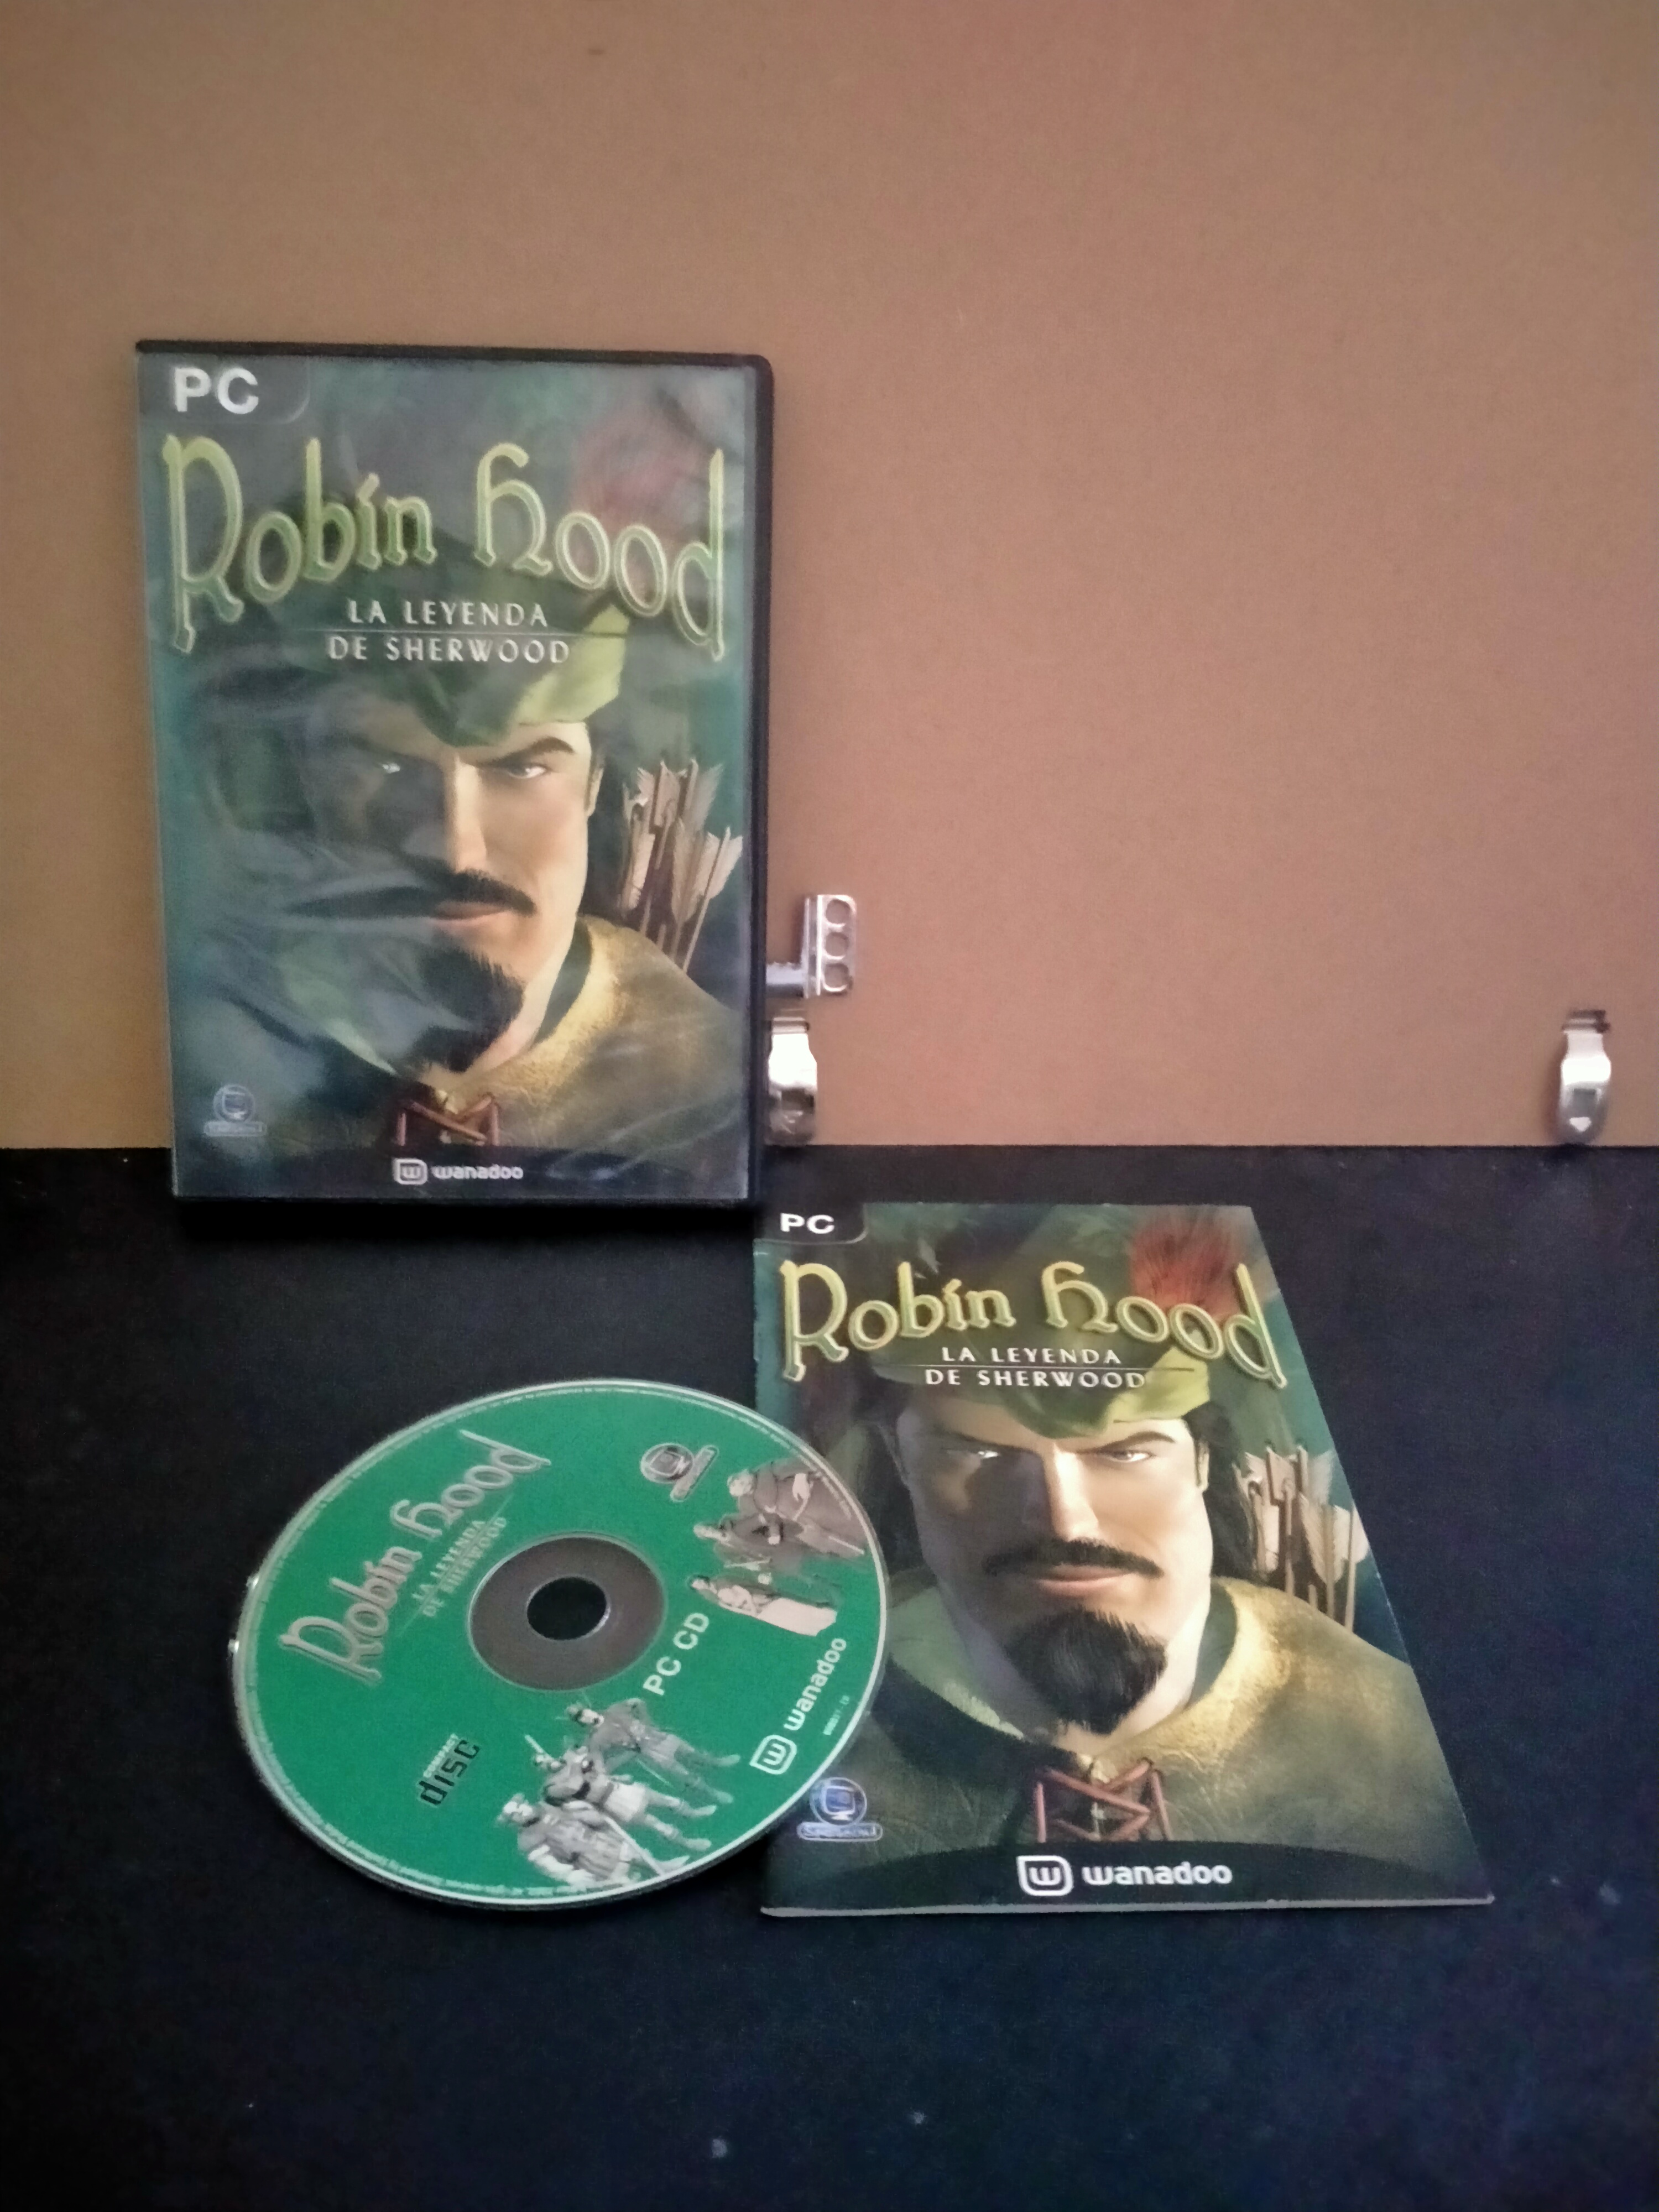 PC
Robin Hood
LA LEYENDA
DE SHERWOOD
wanadoo
PC
Robin Hood
LA LEYENDA
DE SHERWOOD
wanadoo
Robin Hood
LA LEYENDA
DE SHERWOOD
PC CD
wanadoo
COMPACT
disc